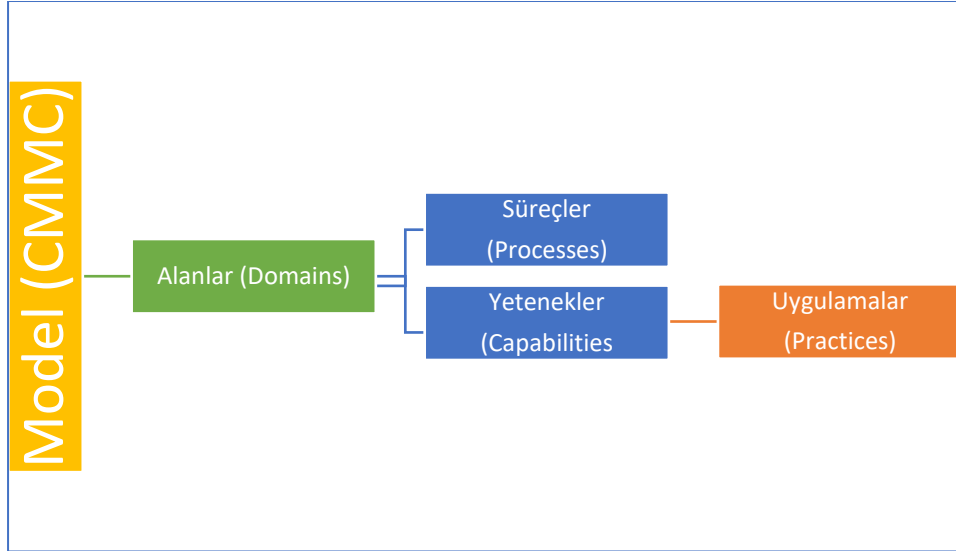 Model (CMMC)
Alanlar (Domains)
Süreçler
(Processes)
Yetenekler
(Capabilities
Uygulamalar
(Practices)